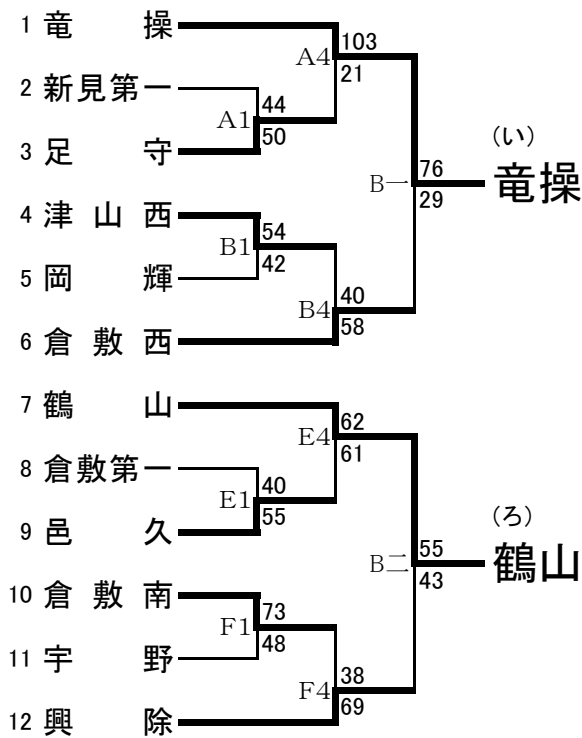 1 竜操
A4
103
21
2 新見第一
A1
44
50
3 足守
(い)
竜操
B一
76
29
4 津山西
B1
54
42
5 岡輝
B4
40
58
6 倉敷西
7 鶴山
E4
62
61
8 倉敷第一
E1
40
55
9 邑久
(ろ)
鶴山
B二
55
43
10 倉敷南
F1
73
48
11 宇野
F4
38
69
12 興除